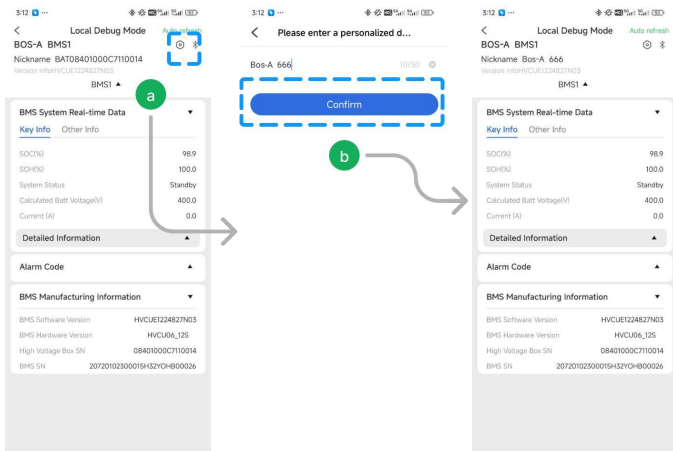 3:12
Local Debug Mode Auto refresh
BOS-A BMS1
Nickname BAT08401000C7110014
Version infoHVCUE1224827N03
BMS1 ▲
BMS System Real-time Data ▼
Key Info Other Info
SOC(%) 98.9
SOH(%) 100.0
System Status Standby
Calculated Batt Voltage(V) 400.0
Current (A) 0.0
Detailed Information ▲
Alarm Code ▲
BMS Manufacturing Information ▼
BMS Software Version HVCUE1224827N03
BMS Hardware Version HVCU06_12S
High Voltage Box SN 08401000C7110014
BMS SN 20720102300015H32YOHB00026
a
3:12
Please enter a personalized d...
Bos-A 666 10/30
Confirm
b
3:12
Local Debug Mode Auto refresh
BOS-A BMS1
Nickname Bos-A 666
Version infoHVCUE1224827N03
BMS1 ▲
BMS System Real-time Data ▼
Key Info Other Info
SOC(%) 98.9
SOH(%) 100.0
System Status Standby
Calculated Batt Voltage(V) 400.0
Current (A) 0.0
Detailed Information ▲
Alarm Code ▲
BMS Manufacturing Information ▼
BMS Software Version HVCUE1224827N03
BMS Hardware Version HVCU06_12S
High Voltage Box SN 08401000C7110014
BMS SN 20720102300015H32YOHB00026